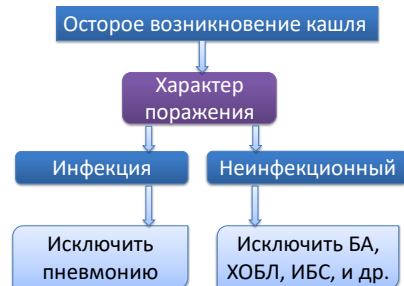 Осторое возникновение кашля
Характер
поражения
Инфекция
Неинфекционный
Исключить
пневмонию
Исключить БА,
ХОБЛ, ИБС, и др.